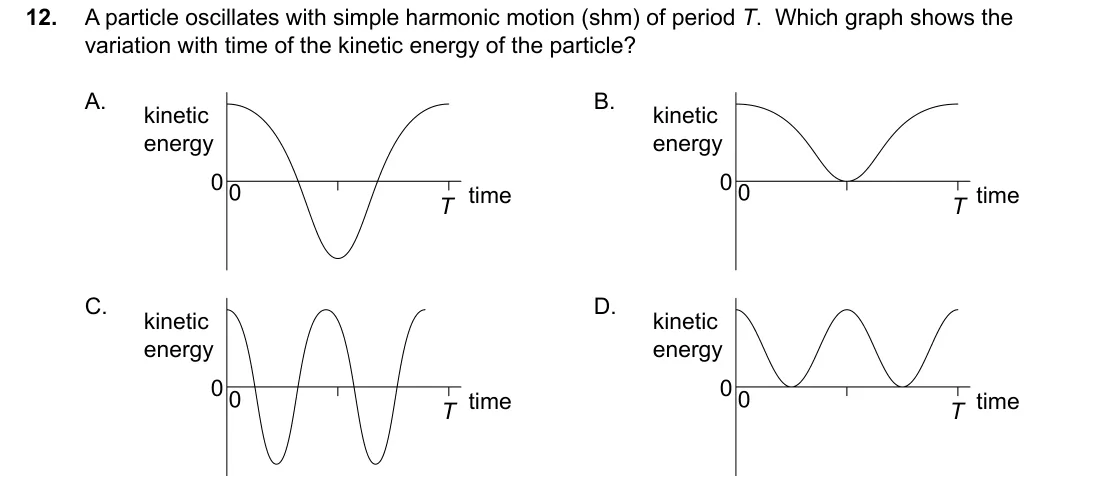 12. A particle oscillates with simple harmonic motion (shm) of period T. Which graph shows the
variation with time of the kinetic energy of the particle?
A.
kinetic
energy
0
0
T
time
B.
kinetic
energy
0
0
T
time
C.
kinetic
energy
0
0
T
time
D.
kinetic
energy
0
0
T
time